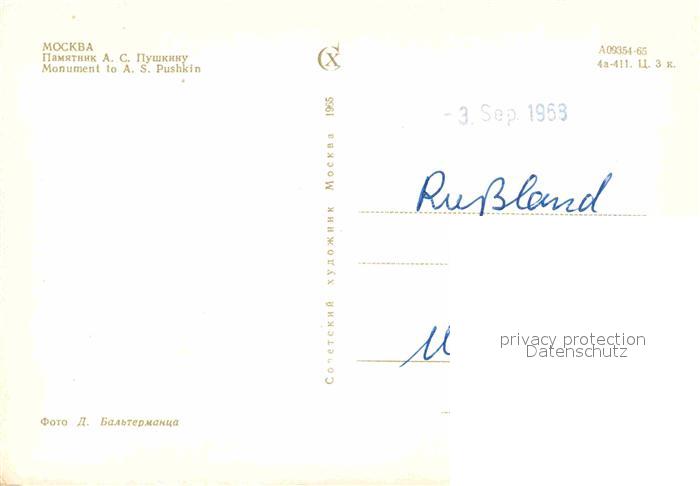 МОСКВА
Памятник А. С. Пушкину
Monument to A. S. Pushkin
СХ
А09354-65
4а-411. Ц. 3 к.
Советский художник Москва 1965
- 3. Sep. 1968
Rußland
privacy protection
Datenschutz
Фото Д. Бальтерманца